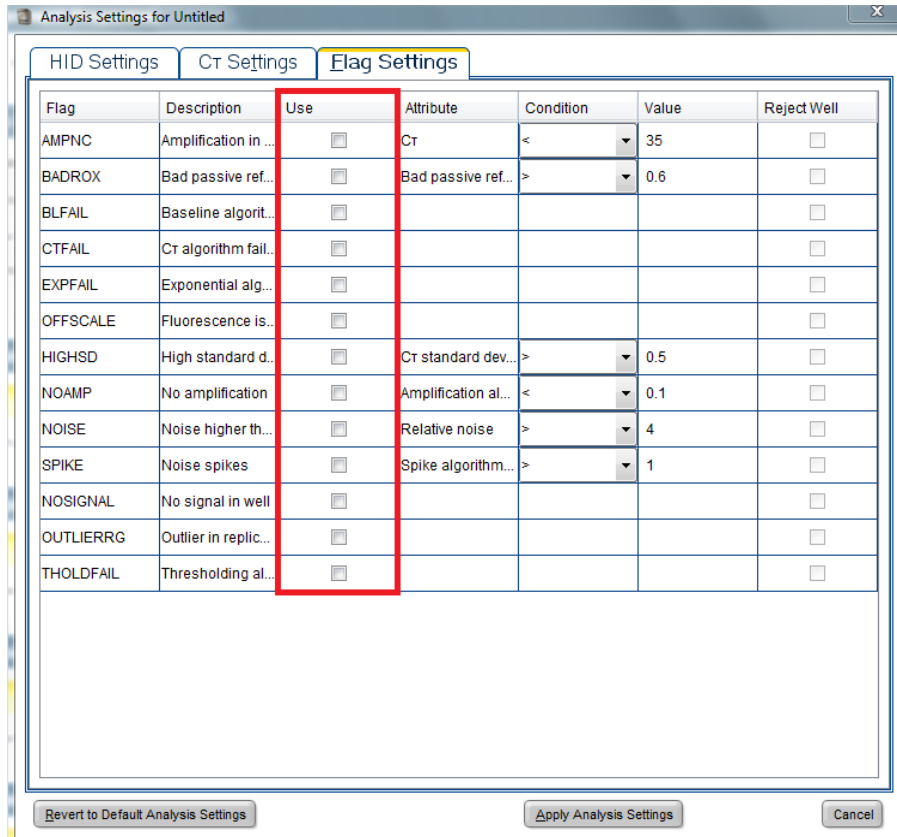 Analysis Settings for Untitled
X
HID Settings Cᴛ Settings Flag Settings
Flag Description Use Attribute Condition Value Reject Well
AMPNC Amplification in ... Cᴛ < 35
BADROX Bad passive ref... Bad passive ref... > 0.6
BLFAIL Baseline algorit...
CTFAIL Cᴛ algorithm fail...
EXPFAIL Exponential alg...
OFFSCALE Fluorescence is...
HIGHSD High standard d... Cᴛ standard dev... > 0.5
NOAMP No amplification Amplification al... < 0.1
NOISE Noise higher th... Relative noise > 4
SPIKE Noise spikes Spike algorithm... > 1
NOSIGNAL No signal in well
OUTLIERRG Outlier in replic...
THOLDFAIL Thresholding al...
Revert to Default Analysis Settings Apply Analysis Settings Cancel